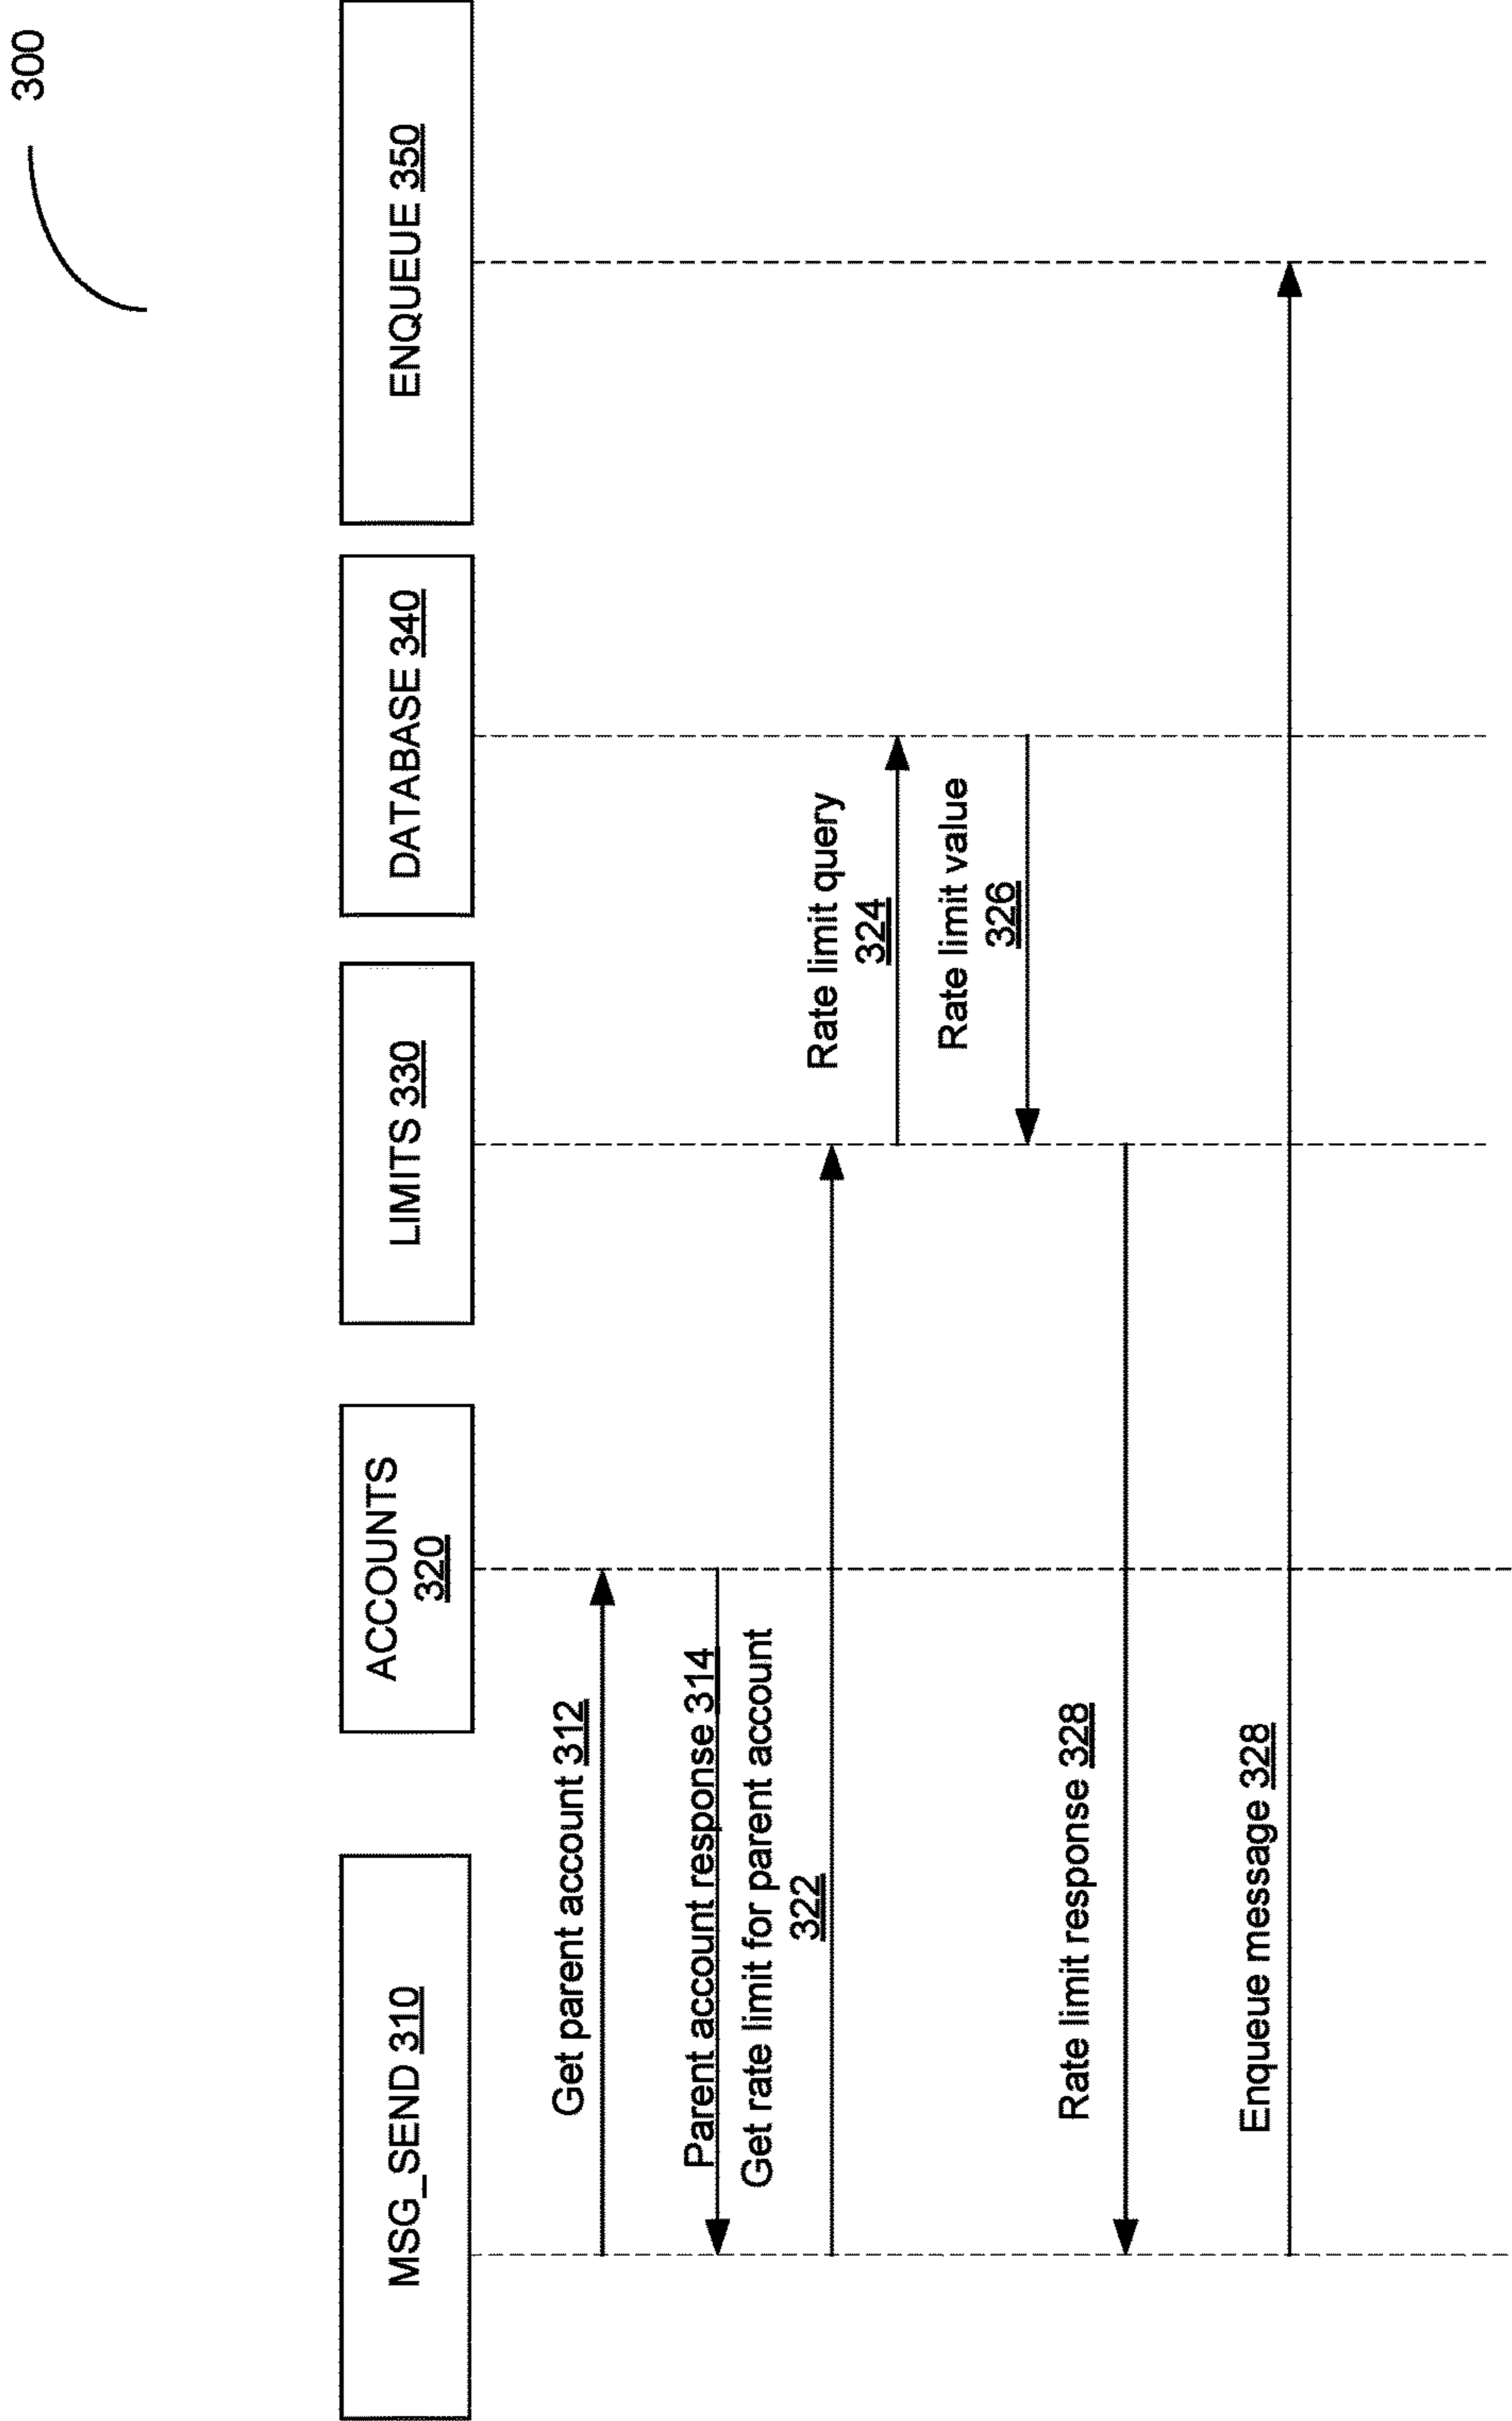 300
MSG_SEND 310
ACCOUNTS
320
LIMITS 330
DATABASE 340
ENQUEUE 350
Get parent account 312
Parent account response 314
Get rate limit for parent account
322
Rate limit query
324
Rate limit value
326
Rate limit response 328
Enqueue message 328